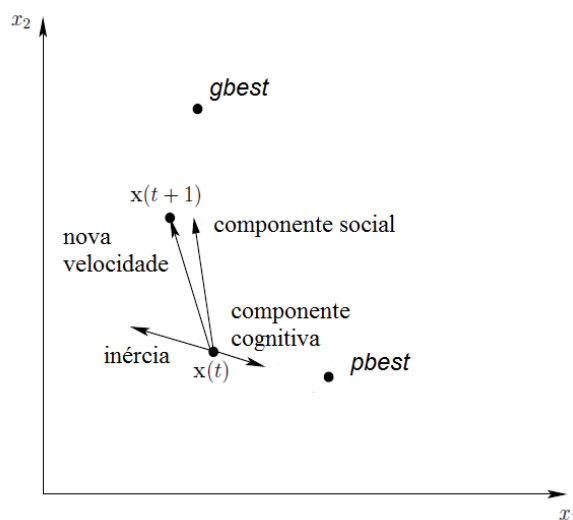 x₂
gbest
x(t + 1)
componente social
nova
velocidade
componente
cognitiva
inércia
x(t)
pbest
x